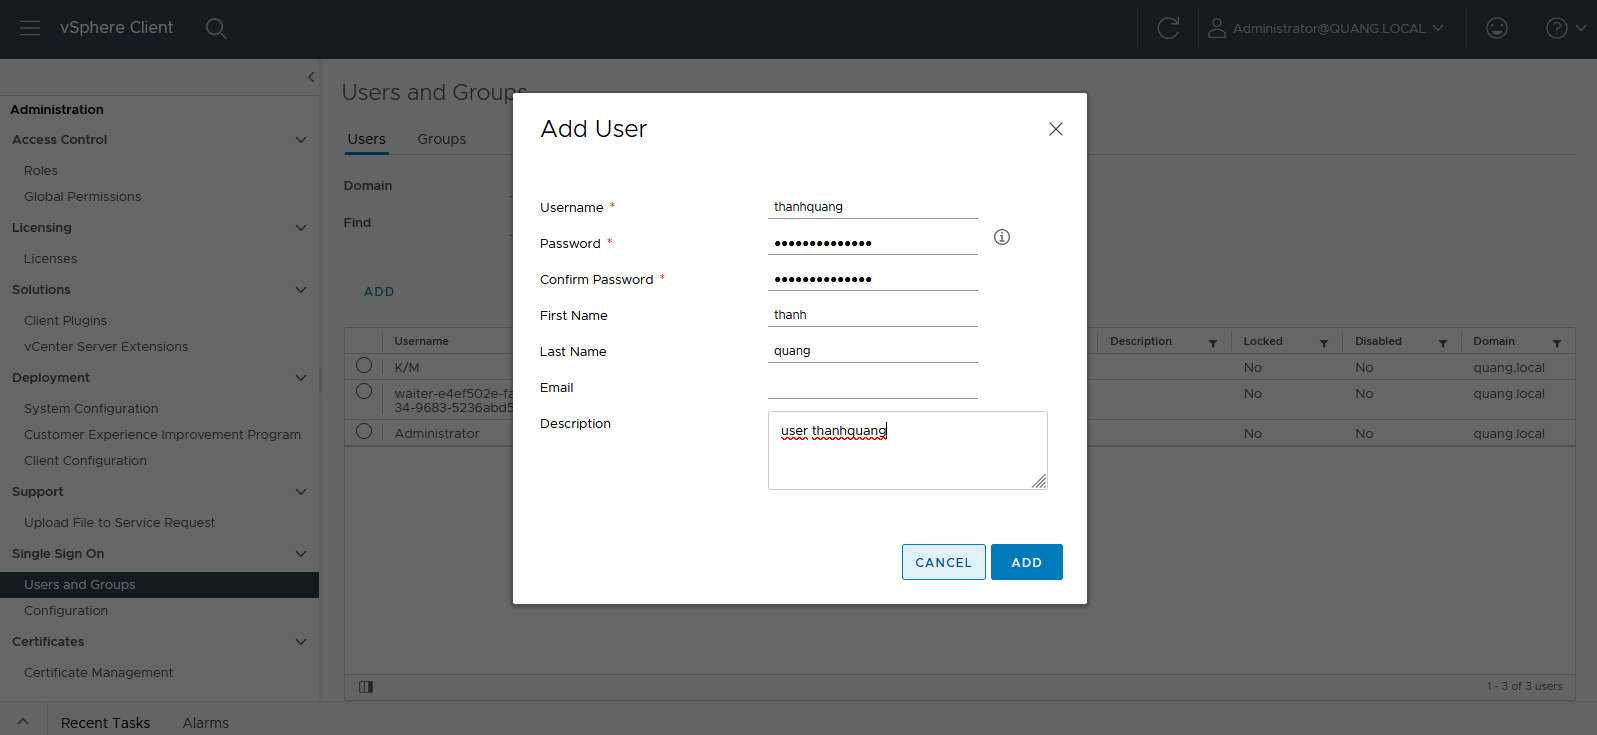 vSphere Client
Administrator@QUANG.LOCAL
Administration
Access Control
Roles
Global Permissions
Licensing
Licenses
Solutions
Client Plugins
vCenter Server Extensions
Deployment
System Configuration
Customer Experience Improvement Program
Client Configuration
Support
Upload File to Service Request
Single Sign On
Users and Groups
Configuration
Certificates
Certificate Management
Users and Groups
Users Groups
Domain
Find
ADD
Username Description Locked Disabled Domain
K/M No No quang.local
waiter-e4ef502e-fa No No quang.local
34-9683-5236abd5
Administrator No No quang.local
1 - 3 of 3 users
Add User
Username * thanhquang
Password * ••••••••••••••
Confirm Password * ••••••••••••••
First Name thanh
Last Name quang
Email
Description user thanhquang
CANCEL ADD
Recent Tasks Alarms